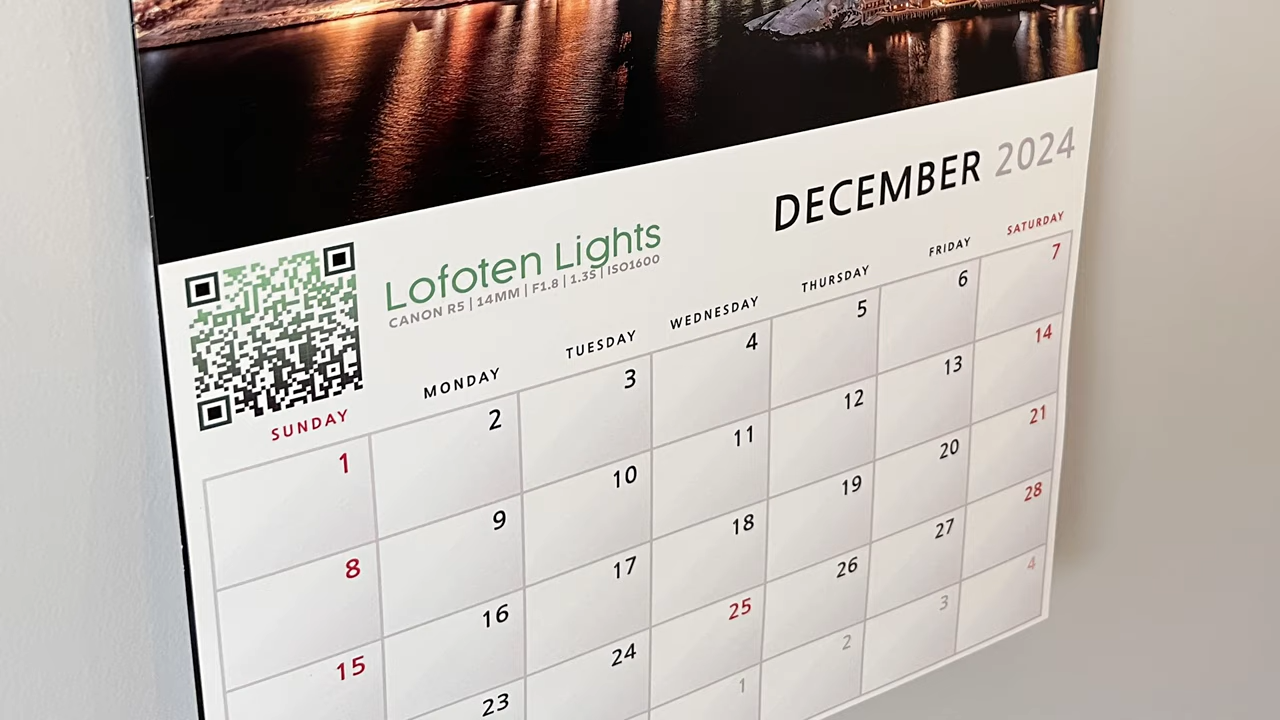 DECEMBER 2024
Lofoten Lights
CANON R5 | 14MM | F1.8 | 1.3S | ISO1600
SUNDAY MONDAY TUESDAY WEDNESDAY THURSDAY FRIDAY SATURDAY
1 2 3 4 5 6 7
8 9 10 11 12 13 14
15 16 17 18 19 20 21
23 24 25 26 27 28
1 2 3 4